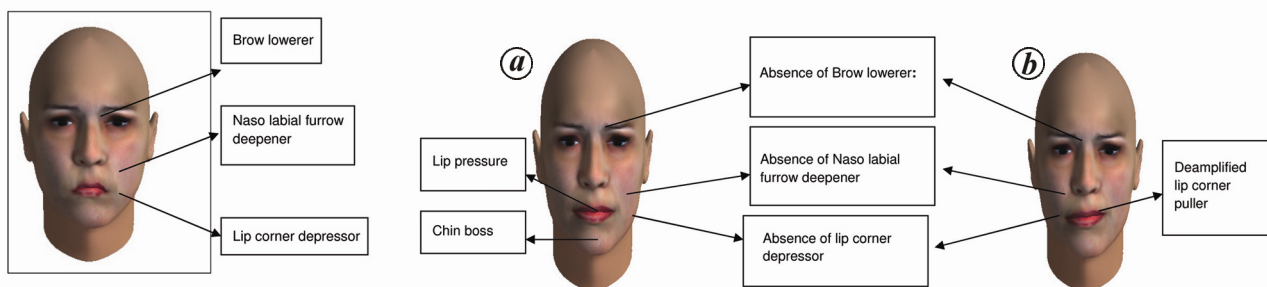 Brow lowerer
Naso labial furrow
deepener
Lip corner depressor
a
Lip pressure
Chin boss
Absence of Brow lowerer:
Absence of Naso labial
furrow deepener
Absence of lip corner
depressor
b
Deamplified
lip corner
puller